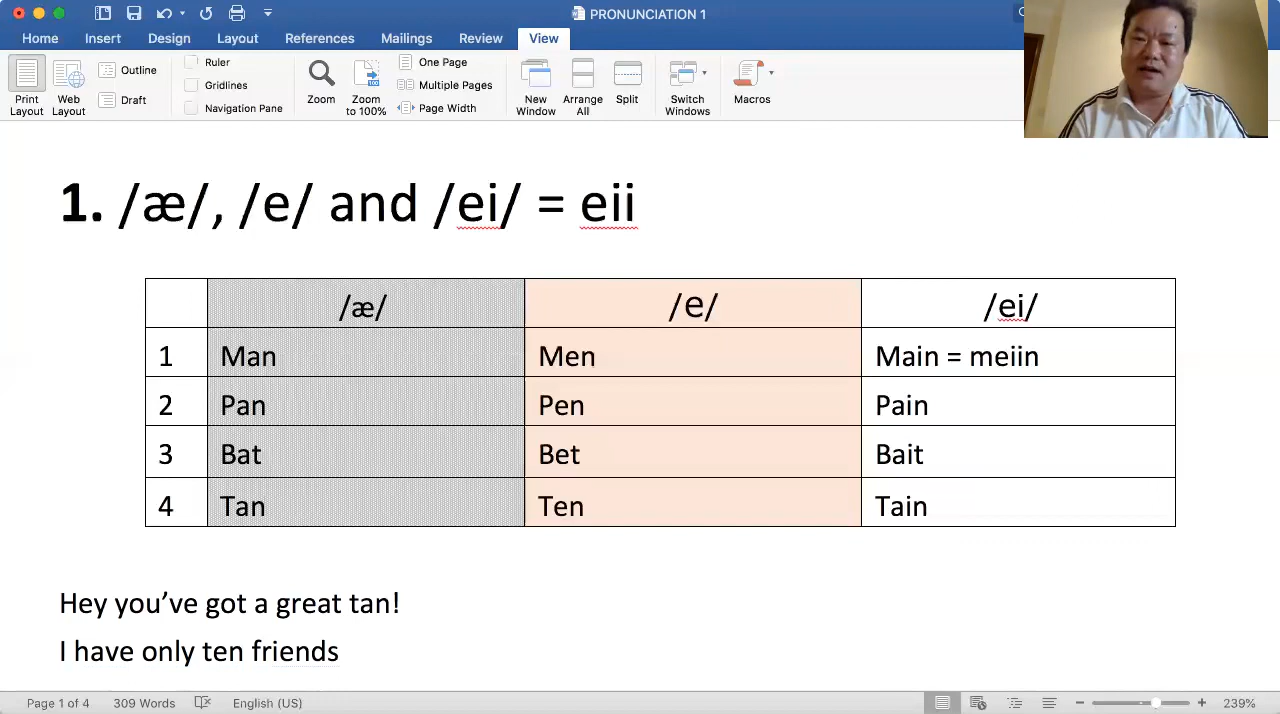 PRONUNCIATION 1
Home Insert Design Layout References Mailings Review View
Print Layout
Web Layout
Outline
Draft
Ruler
Gridlines
Navigation Pane
Zoom
Zoom to 100%
One Page
Multiple Pages
Page Width
New Window
Arrange All
Split
Switch Windows
Macros
1. /æ/, /e/ and /ei/ = eii
/æ/ /e/ /ei/
1 Man Men Main = meiin
2 Pan Pen Pain
3 Bat Bet Bait
4 Tan Ten Tain
Hey you’ve got a great tan!
I have only ten friends
Page 1 of 4 309 Words English (US) 239%